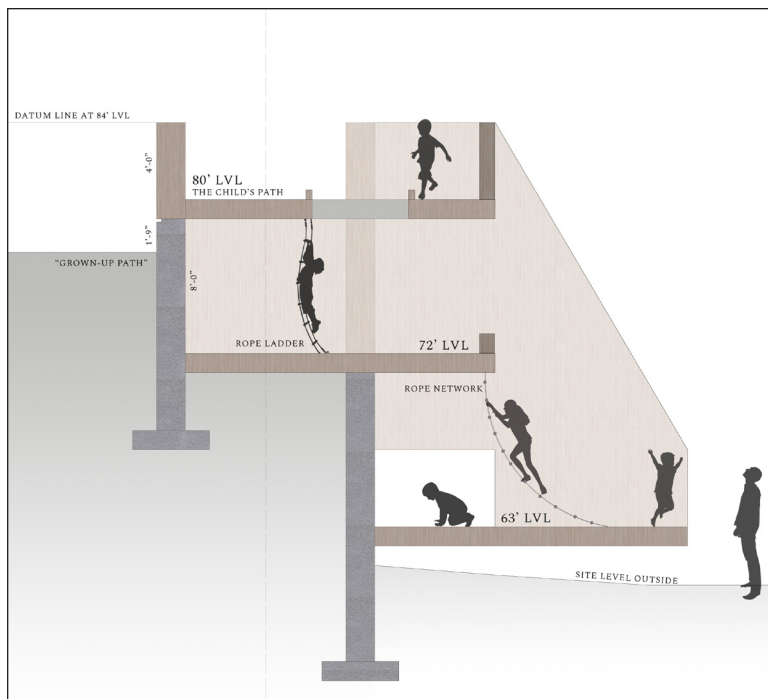 DATUM LINE AT 84' LVL
4'-0"
80' LVL
THE CHILD'S PATH
1'-9"
"GROWN-UP PATH"
8'-0"
ROPE LADDER
72' LVL
ROPE NETWORK
63' LVL
SITE LEVEL OUTSIDE